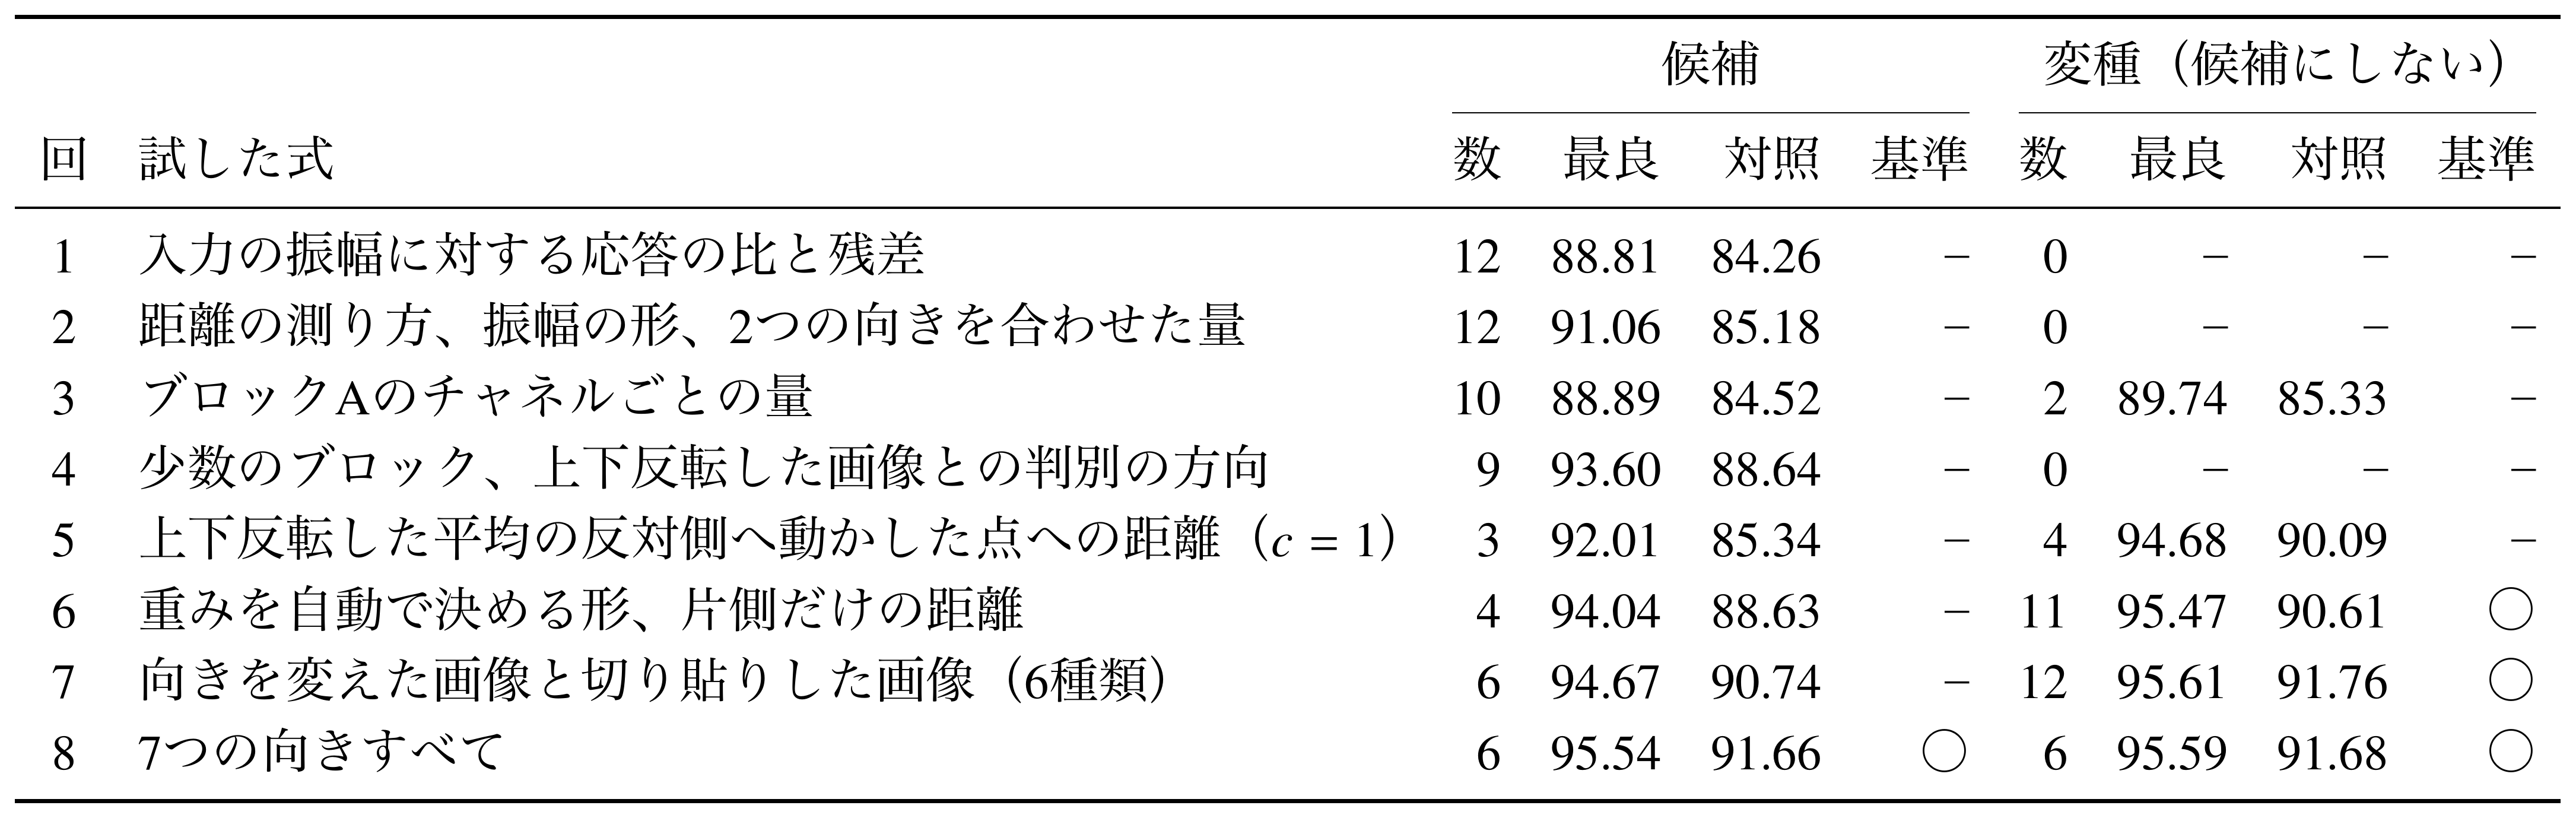 候補 変種（候補にしない）
回 試した式 数 最良 対照 基準 数 最良 対照 基準
1 入力の振幅に対する応答の比と残差 12 88.81 84.26 – 0 – – –
2 距離の測り方、振幅の形、2つの向きを合わせた量 12 91.06 85.18 – 0 – – –
3 ブロックAのチャネルごとの量 10 88.89 84.52 – 2 89.74 85.33 –
4 少数のブロック、上下反転した画像との判別の方向 9 93.60 88.64 – 0 – – –
5 上下反転した平均の反対側へ動かした点への距離（c = 1） 3 92.01 85.34 – 4 94.68 90.09 –
6 重みを自動で決める形、片側だけの距離 4 94.04 88.63 – 11 95.47 90.61 ○
7 向きを変えた画像と切り貼りした画像（6種類） 6 94.67 90.74 – 12 95.61 91.76 ○
8 7つの向きすべて 6 95.54 91.66 ○ 6 95.59 91.68 ○